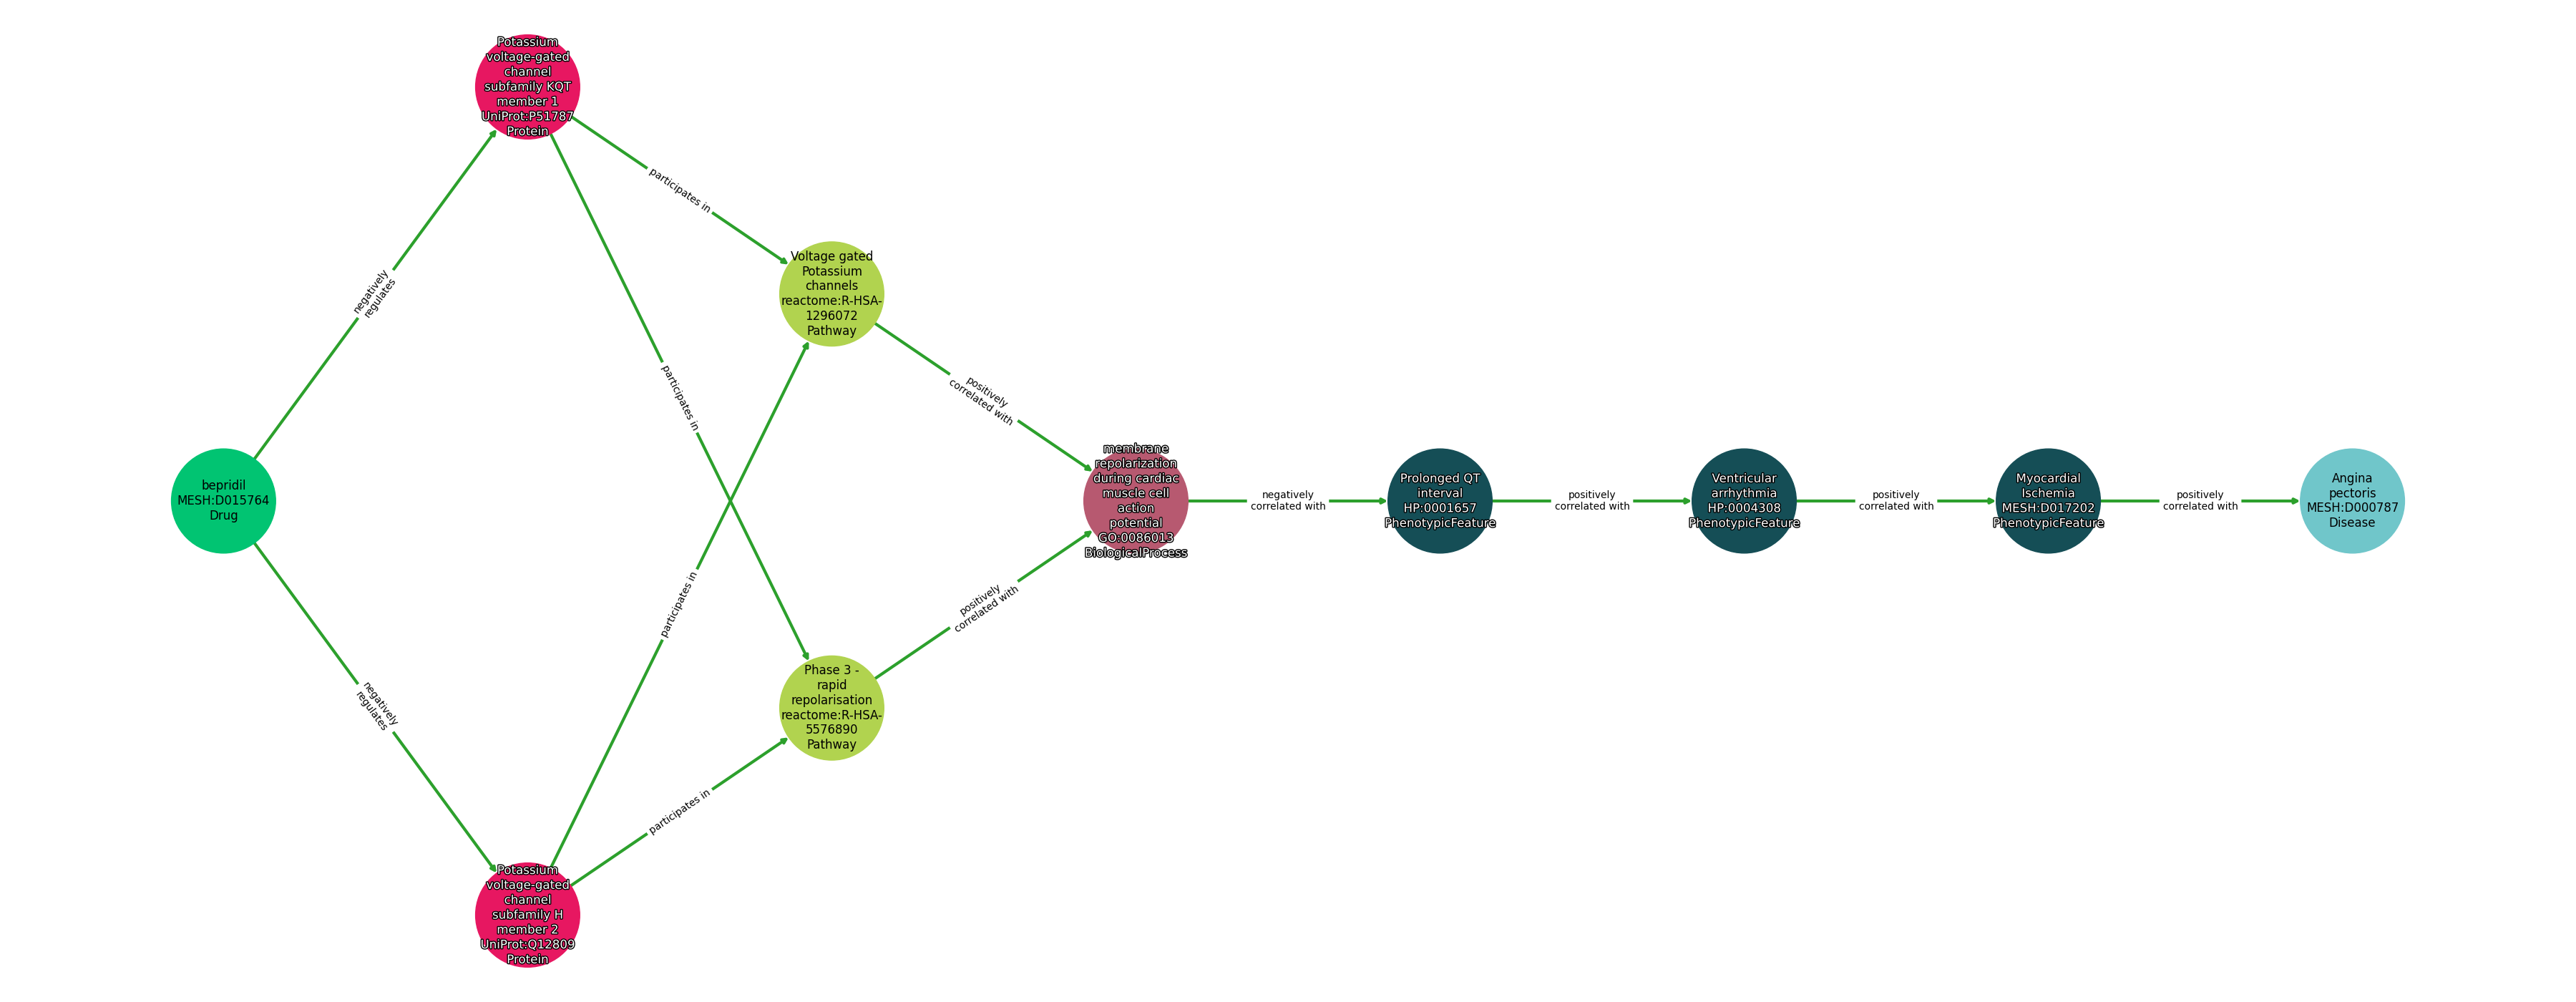 Potassium
voltage-gated
channel
subfamily KQT
member 1
UniProt:P51787
Protein
participates in
Voltage gated
Potassium
channels
reactome:R-HSA-
1296072
Pathway
negatively
regulates
participates in
positively
correlated with
bepridil
MESH:D015764
Drug
membrane
repolarization
during cardiac
muscle cell
action
potential
GO:0086013
BiologicalProcess
negatively
correlated with
Prolonged QT
interval
HP:0001657
PhenotypicFeature
positively
correlated with
Ventricular
arrhythmia
HP:0004308
PhenotypicFeature
positively
correlated with
Myocardial
Ischemia
MESH:D017202
PhenotypicFeature
positively
correlated with
Angina
pectoris
MESH:D000787
Disease
participates in
positively
correlated with
negatively
regulates
Phase 3 -
rapid
repolarisation
reactome:R-HSA-
5576890
Pathway
participates in
Potassium
voltage-gated
channel
subfamily H
member 2
UniProt:Q12809
Protein